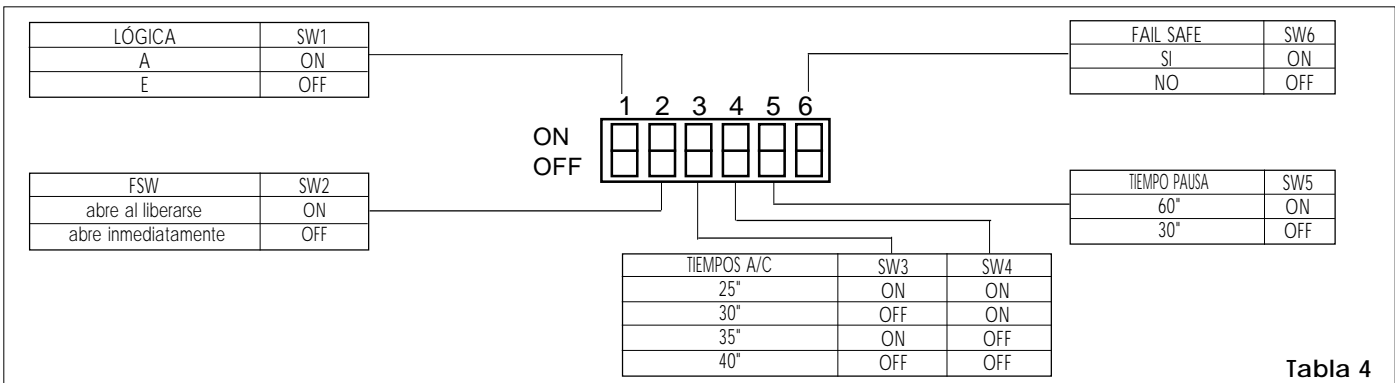 LÓGICA SW1
A ON
E OFF
FAIL SAFE SW6
SI ON
NO OFF
1 2 3 4 5 6
ON
OFF
FSW SW2
abre al liberarse ON
abre inmediatamente OFF
TIEMPO PAUSA SW5
60" ON
30" OFF
TIEMPOS A/C SW3 SW4
25" ON ON
30" OFF ON
35" ON OFF
40" OFF OFF
Tabla 4